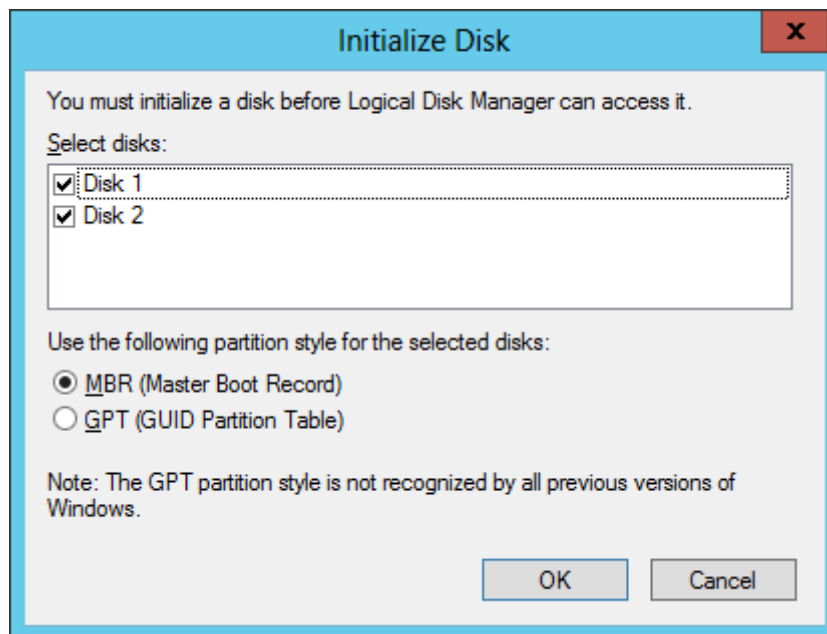 Initialize Disk
x
You must initialize a disk before Logical Disk Manager can access it.
Select disks:
Disk 1
Disk 2
Use the following partition style for the selected disks:
MBR (Master Boot Record)
GPT (GUID Partition Table)
Note: The GPT partition style is not recognized by all previous versions of
Windows.
OK
Cancel